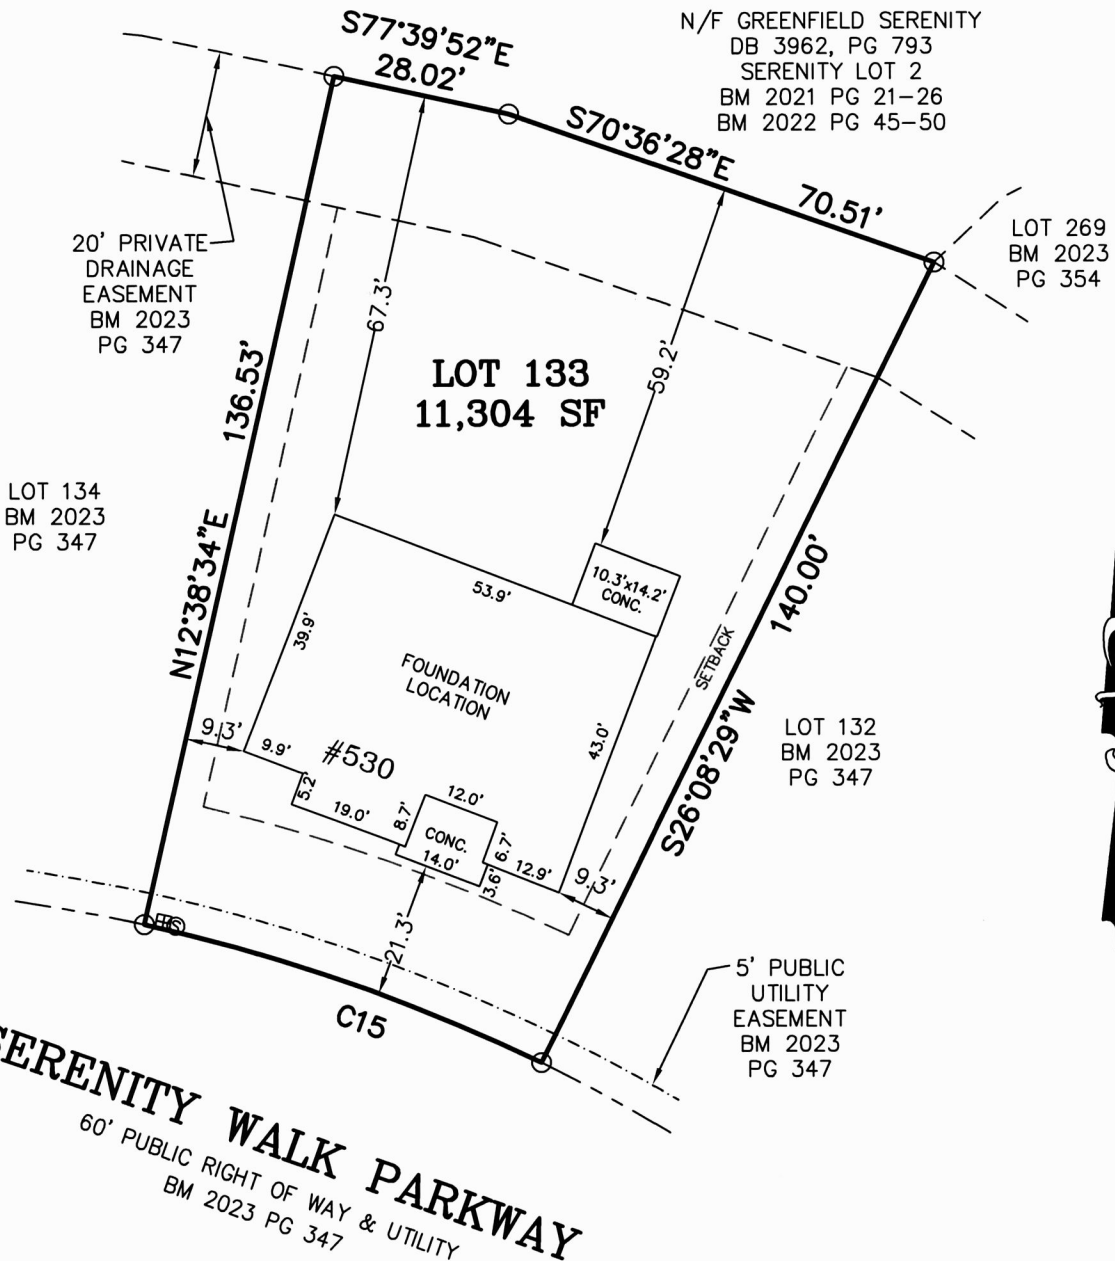 N/F GREENFIELD SERENITY
DB 3962, PG 793
SERENITY LOT 2
BM 2021 PG 21-26
BM 2022 PG 45-50
S77°39'52"E
28.02'
S70°36'28"E
70.51'
LOT 269
BM 2023
PG 354
20' PRIVATE
DRAINAGE
EASEMENT
BM 2023
PG 347
67.3'
59.2'
136.53'
N12°38'34"E
LOT 133
11,304 SF
LOT 134
BM 2023
PG 347
140.00'
S26°08'29"W
SETBACK
10.3'x14.2'
CONC.
53.9'
39.9'
FOUNDATION
LOCATION
43.0'
#530
9.3'
9.9'
5.2'
19.0'
8.7'
12.0'
CONC.
14.0'
6.7'
3.6'
12.9'
9.3'
LOT 132
BM 2023
PG 347
21.3'
C15
5' PUBLIC
UTILITY
EASEMENT
BM 2023
PG 347
SERENITY WALK PARKWAY
60' PUBLIC RIGHT OF WAY & UTILITY
BM 2023 PG 347